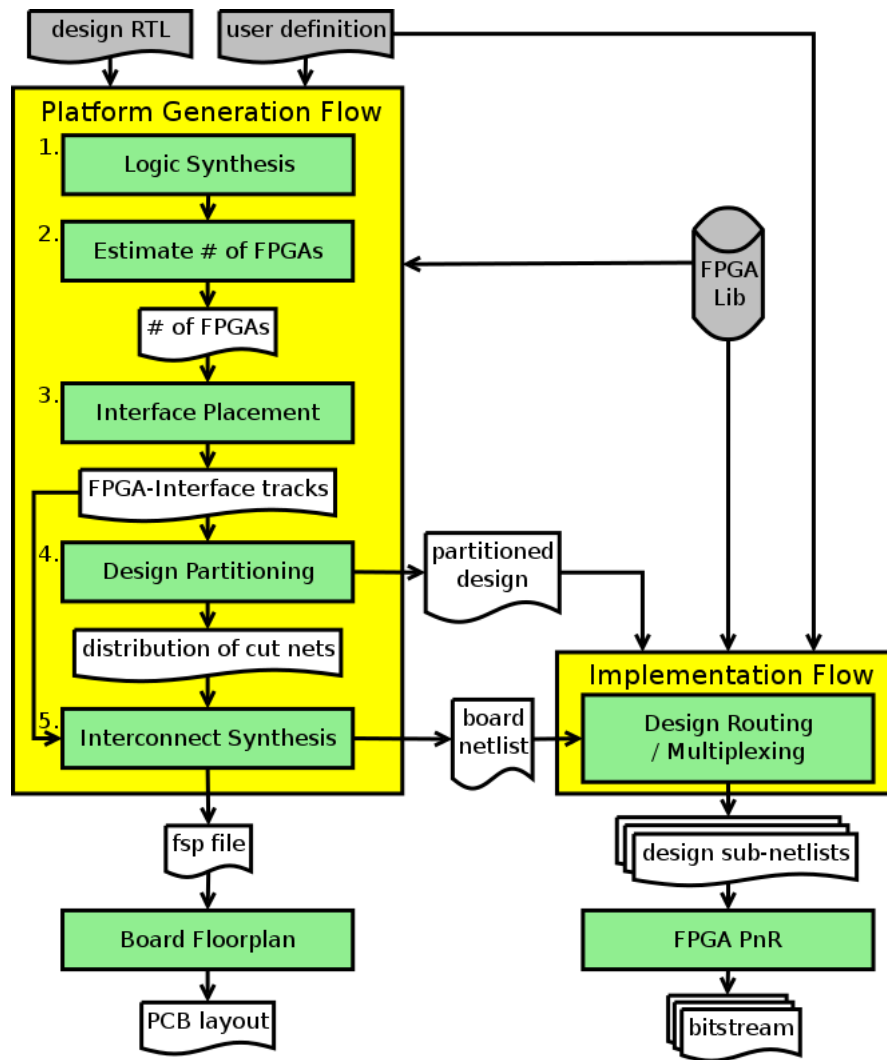 design RTL
user definition
Platform Generation Flow
1.
Logic Synthesis
2.
Estimate # of FPGAs
FPGA
Lib
# of FPGAs
3.
Interface Placement
FPGA-Interface tracks
4.
Design Partitioning
partitioned
design
distribution of cut nets
Implementation Flow
5.
Interconnect Synthesis
board
netlist
Design Routing
/ Multiplexing
fsp file
design sub-netlists
Board Floorplan
FPGA PnR
PCB layout
bitstream